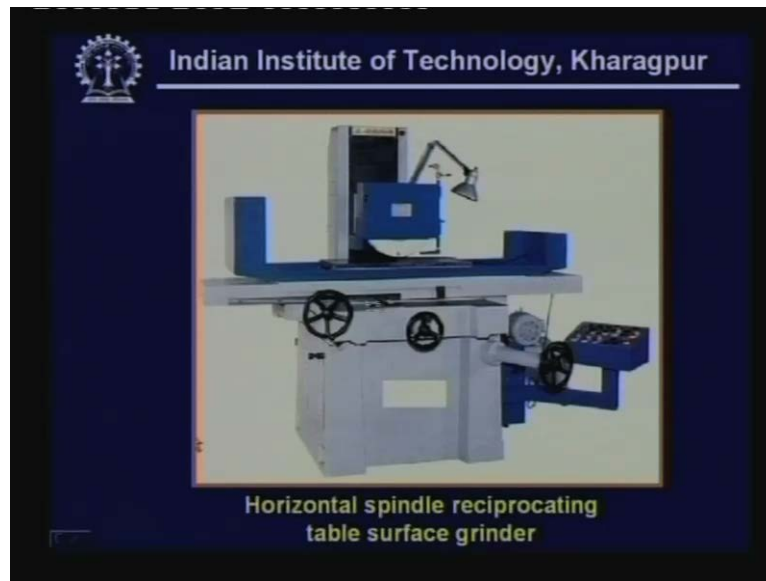 Indian Institute of Technology, Kharagpur
Horizontal spindle reciprocating
table surface grinder